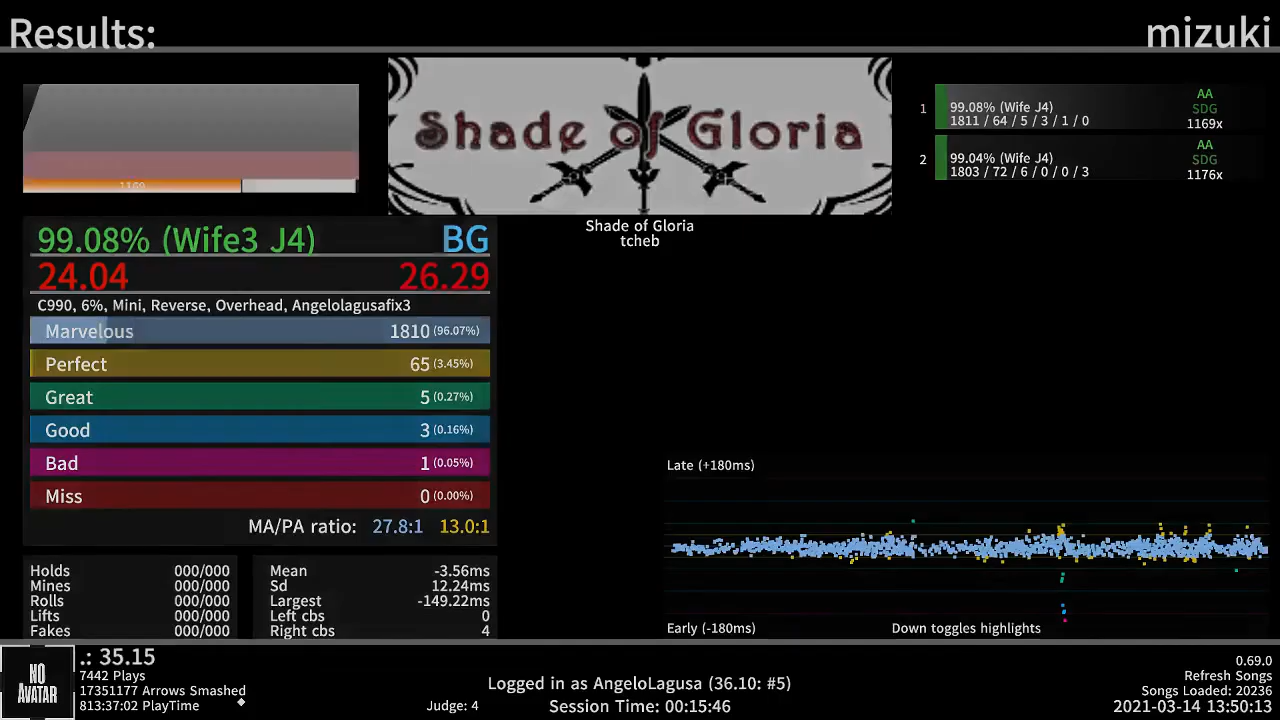 Results:
mizuki
1169
Shade of Gloria
Shade of Gloria
tcheb
1
99.08% (Wife J4)
1811 / 64 / 5 / 3 / 1 / 0
AA
SDG
1169x
2
99.04% (Wife J4)
1803 / 72 / 6 / 0 / 0 / 3
AA
SDG
1176x
99.08% (Wife3 J4) BG
24.04 26.29
C990, 6%, Mini, Reverse, Overhead, Angelolagusafix3
Marvelous 1810 (96.07%)
Perfect 65 (3.45%)
Great 5 (0.27%)
Good 3 (0.16%)
Bad 1 (0.05%)
Miss 0 (0.00%)
MA/PA ratio: 27.8:1 13.0:1
Holds 000/000
Mines 000/000
Rolls 000/000
Lifts 000/000
Fakes 000/000
Mean -3.56ms
Sd 12.24ms
Largest -149.22ms
Left cbs 0
Right cbs 4
Late (+180ms)
Early (-180ms)
Down toggles highlights
NO
AVATAR
.: 35.15
7442 Plays
17351177 Arrows Smashed
813:37:02 PlayTime
Judge: 4
Logged in as AngeloLagusa (36.10: #5)
Session Time: 00:15:46
0.69.0
Refresh Songs
Songs Loaded: 20236
2021-03-14 13:50:13